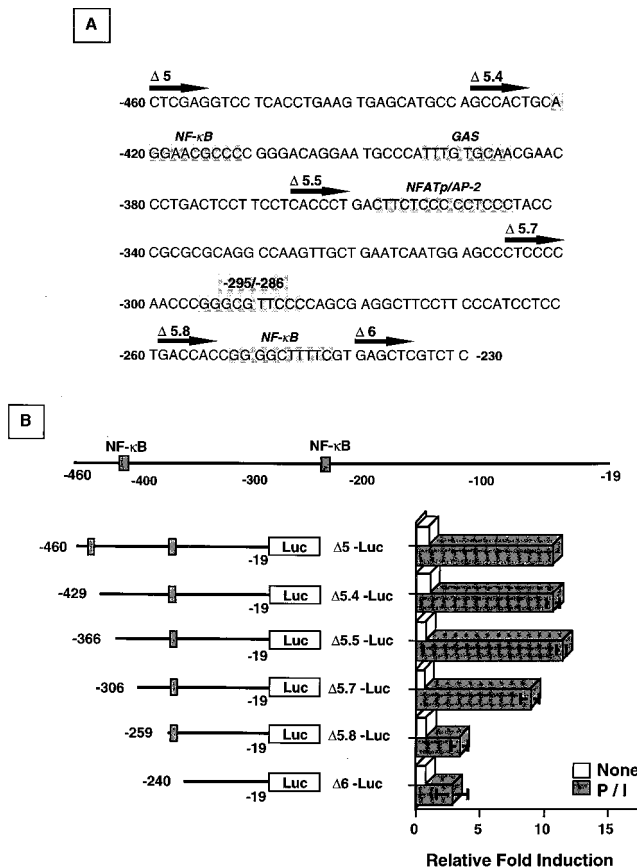 A
Δ 5 Δ 5.4
-460 CTCGAGGTCC TCACCTGAAG TGAGCATGCC AGCCACTGCA
NF-κB GAS
-420 GGAACGCCCC GGGACAGGAA TGCCCATTTG TGCAACGAAC
Δ 5.5 NFATp/AP-2
-380 CCTGACTCCT TCCTCACCCT GACTTCTCCCCCTCCCTACC
Δ 5.7
-340 CGCGCGCAGG CCAAGTTGCT GAATCAATGG AGCCCTCCCC
-295/-286
-300 AACCCGGGCG TTCCCCAGCG AGGCTTCCTT CCCATCCTCC
Δ 5.8 NF-κB Δ 6
-260 TGACCACCGG GGCTTTTCGT GAGCTCGTCT C -230
B
NF-κB NF-κB
-460 -400 -300 -200 -100 -19
-460 -19 Luc Δ5 -Luc
-429 -19 Luc Δ5.4 -Luc
-366 -19 Luc Δ5.5 -Luc
-306 -19 Luc Δ5.7 -Luc
-259 -19 Luc Δ5.8 -Luc
-240 -19 Luc Δ6 -Luc
None
P / I
0 5 10 15
Relative Fold Induction